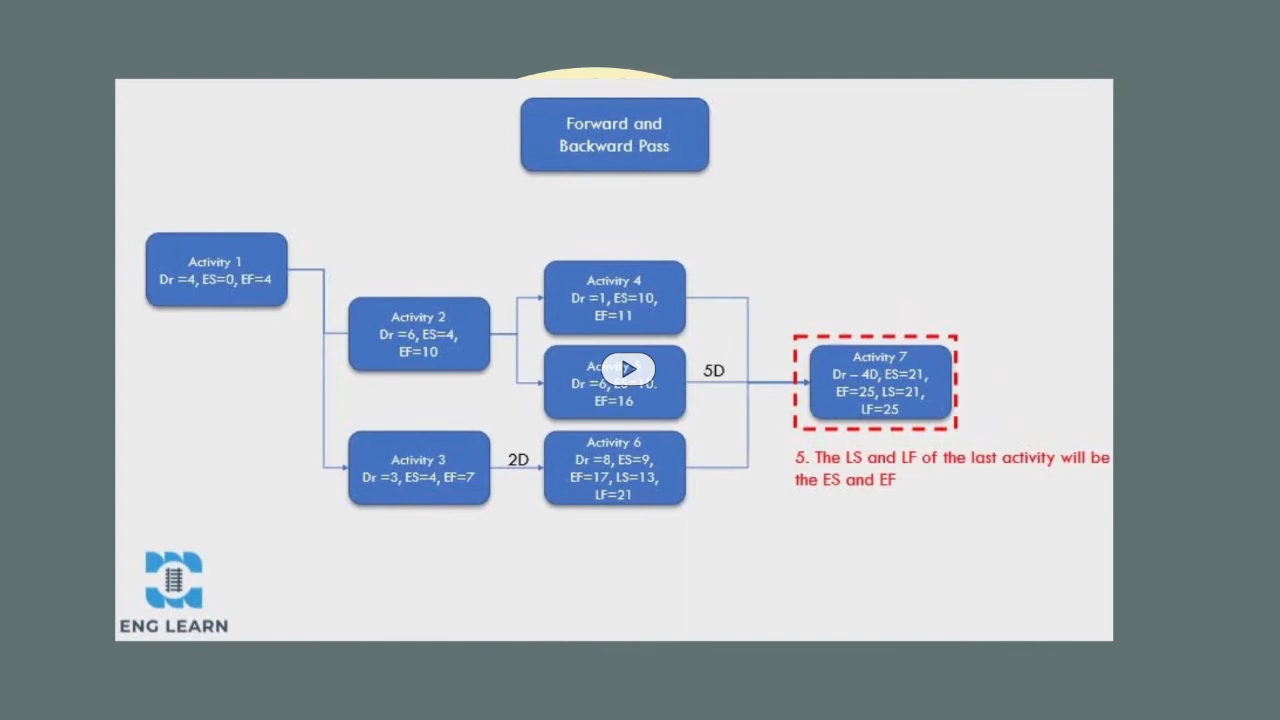 Forward and
Backward Pass
Activity 1
Dr =4, ES=0, EF=4
Activity 2
Dr =6, ES=4,
EF=10
Activity 3
Dr =3, ES=4, EF=7
2D
Activity 4
Dr =1, ES=10,
EF=11
Dr =6, ES=10.
EF=16
5D
Activity 6
Dr =8, ES=9,
EF=17, LS=13,
LF=21
Activity 7
Dr – 4D, ES=21,
EF=25, LS=21,
LF=25
5. The LS and LF of the last activity will be
the ES and EF
ENG LEARN